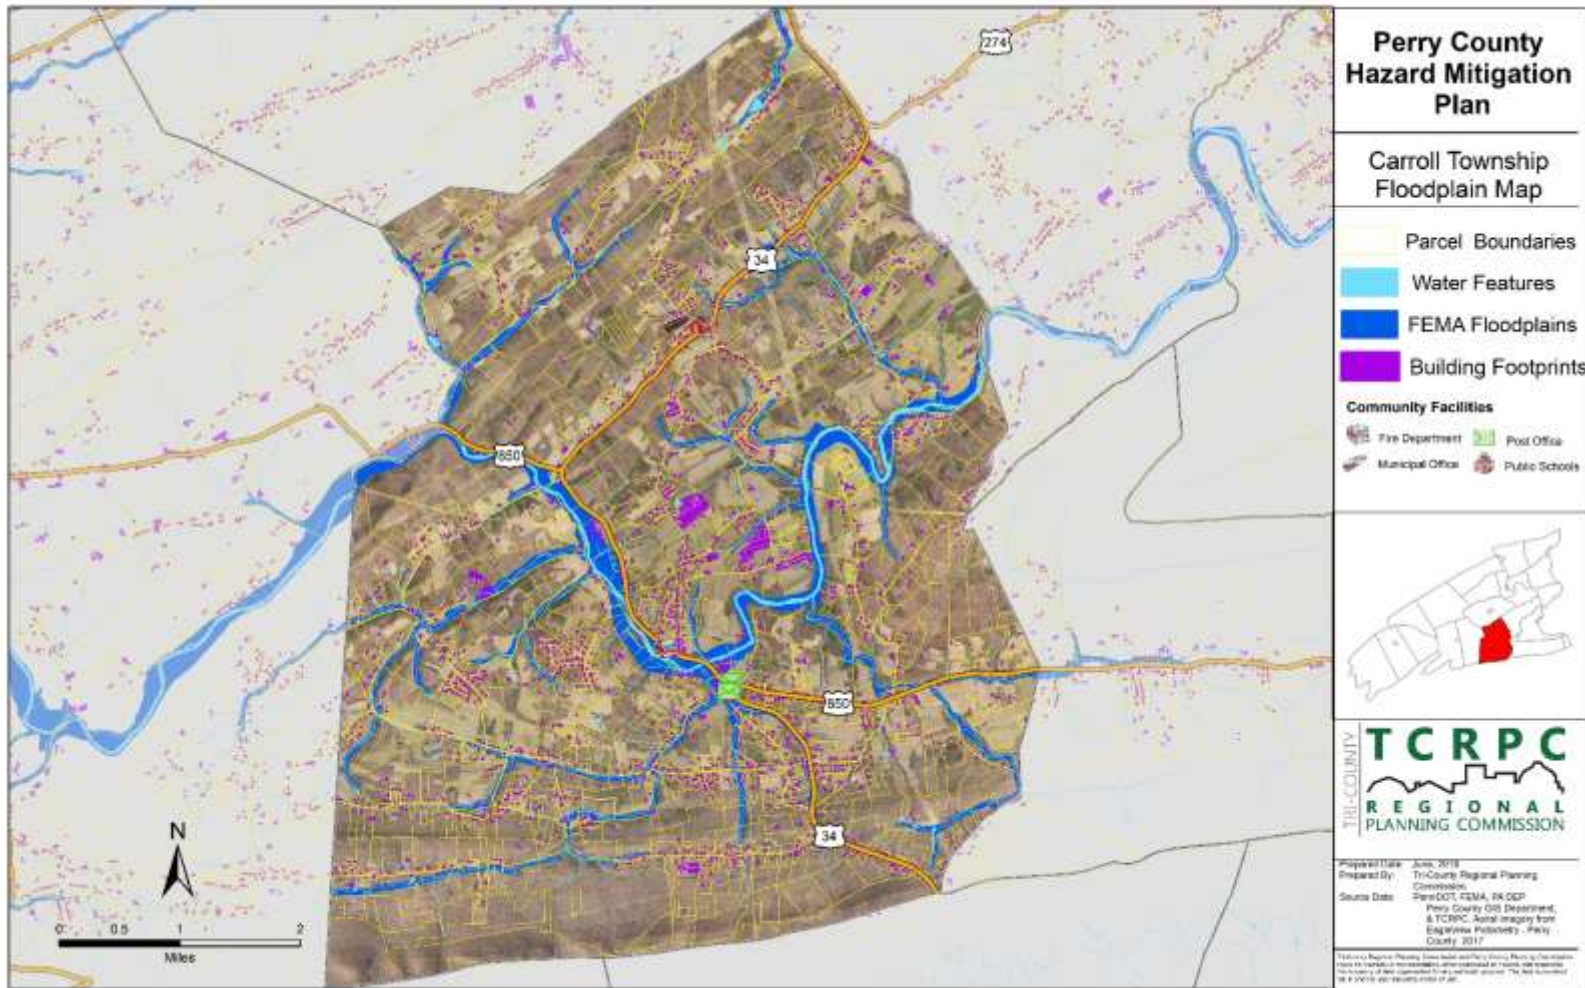 Perry County
Hazard Mitigation
Plan
Carroll Township
Floodplain Map
Parcel Boundaries
Water Features
FEMA Floodplains
Building Footprints
Community Facilities
Fire Department
Post Office
Municipal Office
Public Schools
274
34
850
850
34
N
0 0.5 1 2
Miles
TRI-COUNTY
TCRPC
REGIONAL
PLANNING COMMISSION
Prepared Date: June,
Prepared By: Tri-County Regional Planning
Commission
Source Data: PennDOT, FEMA, PA DEP
Perry County GIS Department,
& TCRPC. Aerial Imagery from
EagleView Pictometry - Perry
County 2017